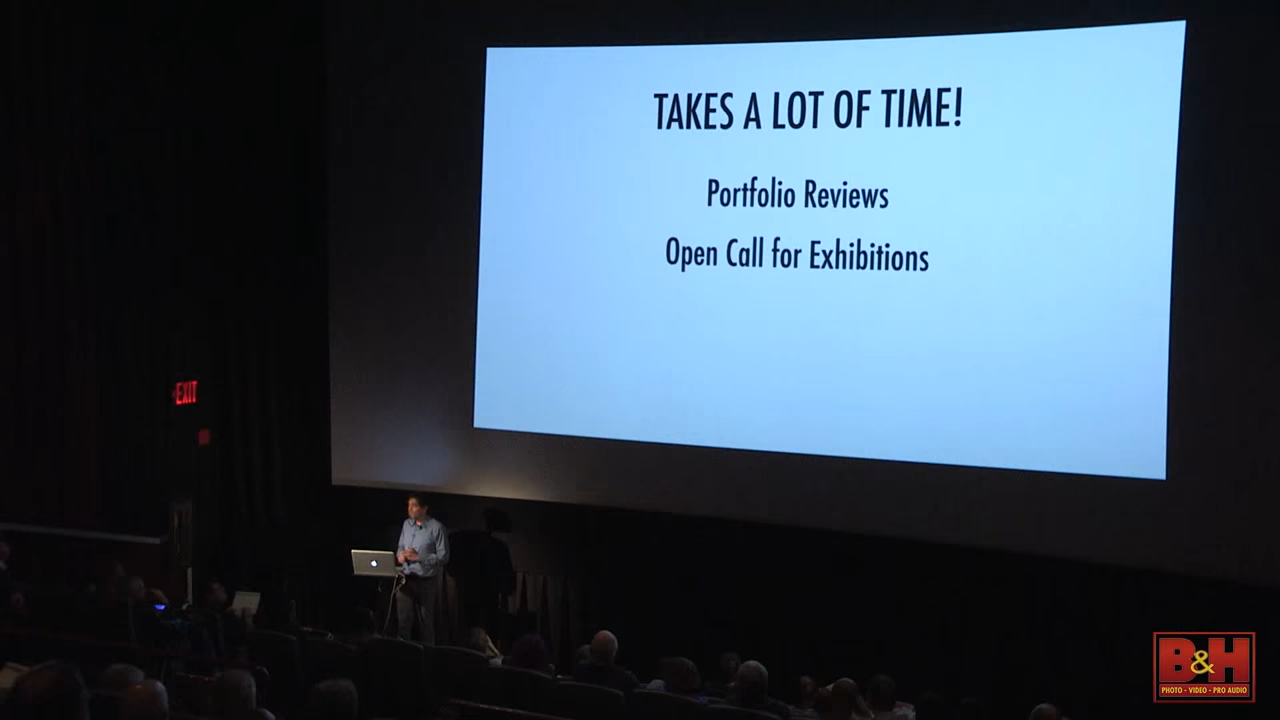 TAKES A LOT OF TIME!
Portfolio Reviews
Open Call for Exhibitions
EXIT
B&H
PHOTO - VIDEO - PRO AUDIO